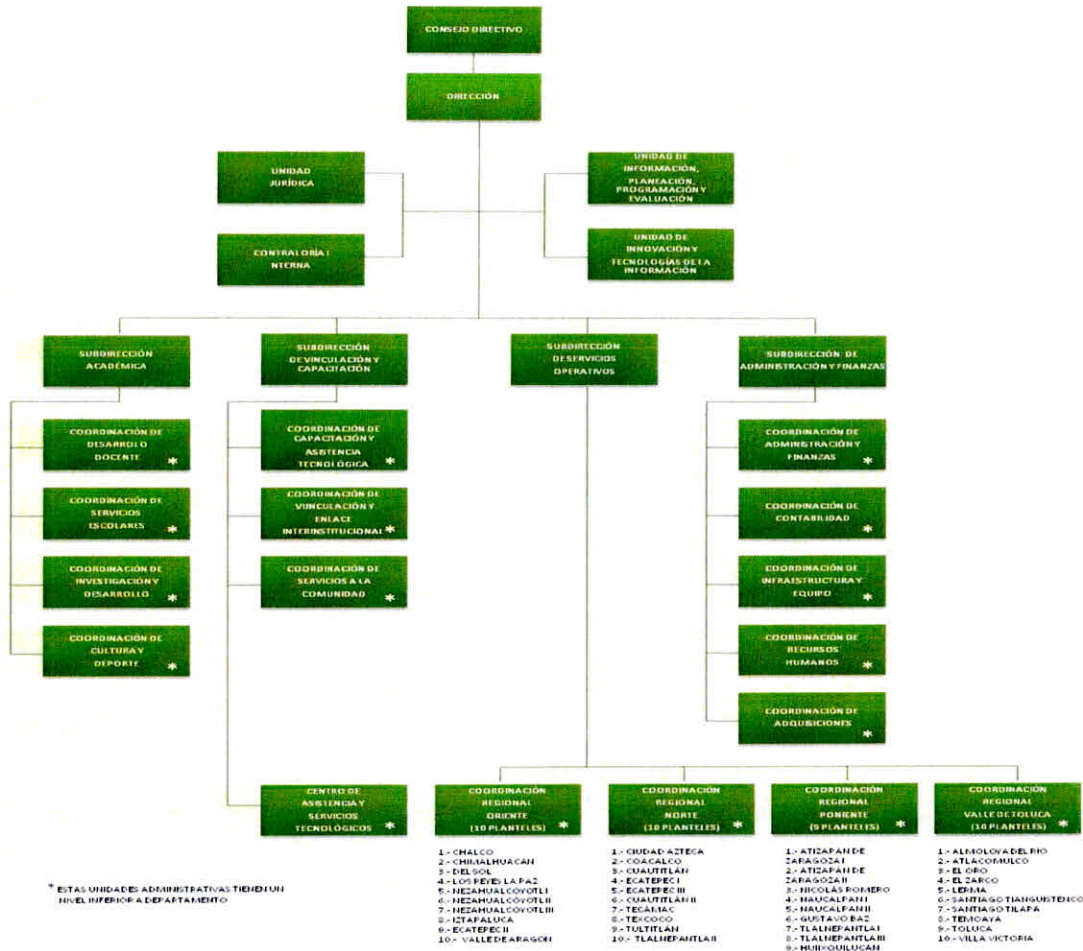 CONSEJO DIRECTIVO
DIRECCIÓN
UNIDAD
JURÍDICA
UNIDAD DE
INFORMACIÓN,
PLANEACIÓN,
PROGRAMACIÓN Y
EVALUACIÓN
CONTRALORÍA I
NTERNA
UNIDAD DE
INNOVACIÓN Y
TECNOLOGÍAS DE LA
INFORMACIÓN
SUBDIRECCIÓN
ACADÉMICA
SUBDIRECCIÓN
DE VINCULACIÓN Y
CAPACITACIÓN
SUBDIRECCIÓN
DE SERVICIOS
OPERATIVOS
SUBDIRECCIÓN DE
ADMINISTRACIÓN Y FINANZAS
COORDINACIÓN DE
DESARROLLO
DOCENTE *
COORDINACIÓN DE
SERVICIOS
ESCOLARES *
COORDINACIÓN DE
INVESTIGACIÓN Y
DESARROLLO *
COORDINACIÓN DE
CULTURA Y
DEPORTE *
COORDINACIÓN DE
CAPACITACIÓN Y
ASISTENCIA
TECNOLÓGICA *
COORDINACIÓN DE
VINCULACIÓN Y
ENLACE
INTERINSTITUCIONAL *
COORDINACIÓN DE
SERVICIOS A LA
COMUNIDAD *
COORDINACIÓN DE
ADMINISTRACIÓN Y
FINANZAS *
COORDINACIÓN DE
CONTABILIDAD *
COORDINACIÓN DE
INFRAESTRUCTURA Y
EQUIPO *
COORDINACIÓN DE
RECURSOS
HUMANOS *
COORDINACIÓN DE
ADQUISICIONES *
CENTRO DE
ASISTENCIA Y
SERVICIOS
TECNOLÓGICOS *
COORDINACIÓN
REGIONAL
ORIENTE
(10 PLANTELES) *
COORDINACIÓN
REGIONAL
NORTE
(10 PLANTELES) *
COORDINACIÓN
REGIONAL
PONIENTE
(9 PLANTELES) *
COORDINACIÓN
REGIONAL
VALLE DE TOLUCA
(10 PLANTELES) *
1.- CHALCO
2.- CHIMALHUACÁN
3.- DEL SOL
4.- LOS REYES LA PAZ
5.- NEZAHUALCÓYOTL I
6.- NEZAHUALCÓYOTL II
7.- NEZAHUALCÓYOTL III
8.- IZTAPALUCA
9.- ECATEPEC II
10.- VALLE DE ARAGÓN
1.- CIUDAD AZTECA
2.- COACALCO
3.- CUAUTITLÁN
4.- ECATEPEC I
5.- ECATEPEC III
6.- CUAUTITLÁN II
7.- TECÁMAC
8.- TEXCOCO
9.- TULTITLÁN
10.- TLALNEPANTLA II
1.- ATIZAPÁN DE
ZARAGOZA I
2.- ATIZAPÁN DE
ZARAGOZA II
3.- NICOLÁS ROMERO
4.- NAUCALPAN I
5.- NAUCALPAN II
6.- GUSTAVO BAZ
7.- TLALNEPANTLA I
8.- TLALNEPANTLA III
9.- HUIXQUILUCAN
1.- ALMOLOYA DEL RÍO
2.- ATLACOMULCO
3.- EL ORO
4.- EL ZARCO
5.- LERMA
6.- SANTIAGO TIANGUISTENCO
7.- SANTIAGO TILAPA
8.- TEMOAYA
9.- TOLUCA
10.- VILLA VICTORIA
* ESTAS UNIDADES ADMINISTRATIVAS TIENEN UN
NIVEL INFERIOR A DEPARTAMENTO